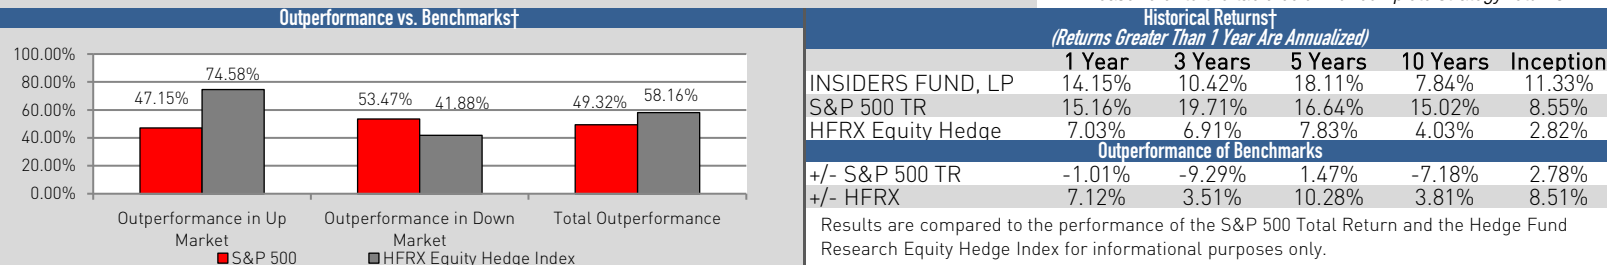 Outperformance vs. Benchmarks†
100.00%
80.00%
60.00%
40.00%
20.00%
0.00%
47.15%
74.58%
53.47%
41.88%
49.32%
58.16%
Outperformance in Up
Market
Outperformance in Down
Market
Total Outperformance
S&P 500
HFRX Equity Hedge Index
Historical Returns†
(Returns Greater Than 1 Year Are Annualized)
1 Year 3 Years 5 Years 10 Years Inception
INSIDERS FUND, LP 14.15% 10.42% 18.11% 7.84% 11.33%
S&P 500 TR 15.16% 19.71% 16.64% 15.02% 8.55%
HFRX Equity Hedge 7.03% 6.91% 7.83% 4.03% 2.82%
Outperformance of Benchmarks
+/- S&P 500 TR -1.01% -9.29% 1.47% -7.18% 2.78%
+/- HFRX 7.12% 3.51% 10.28% 3.81% 8.51%
Results are compared to the performance of the S&P 500 Total Return and the Hedge Fund
Research Equity Hedge Index for informational purposes only.